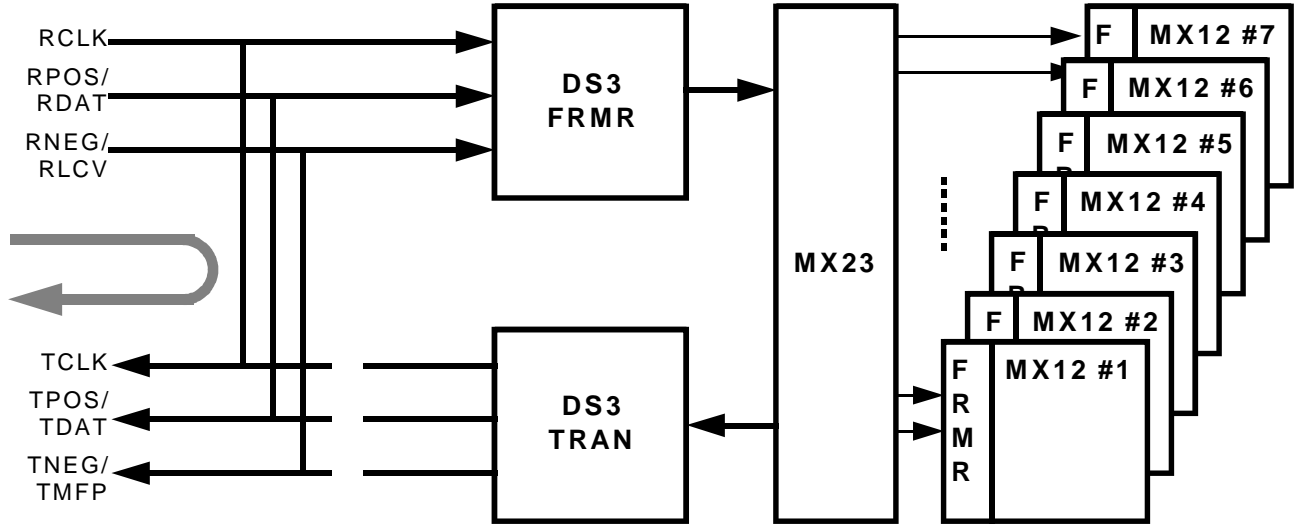 RCLK
RPOS/
RDAT
RNEG/
RLCV
DS3
FRMR
MX23
F
MX12 #7
F
MX12 #6
F
MX12 #5
F
MX12 #4
F
MX12 #3
F
MX12 #2
F
R
M
R
MX12 #1
TCLK
TPOS/
TDAT
TNEG/
TMFP
DS3
TRAN